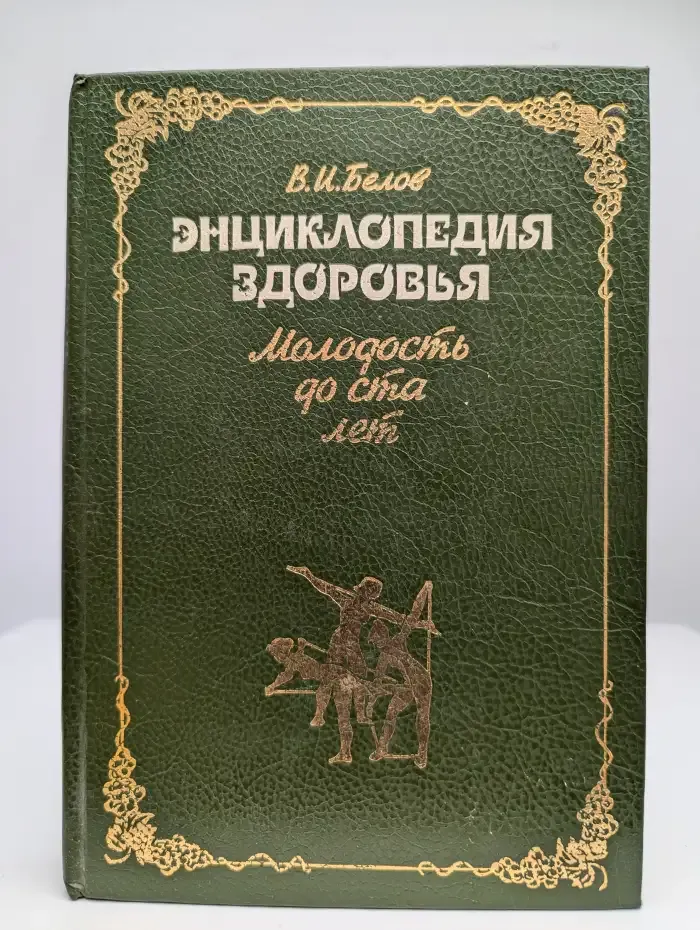 В.И.Белов
ЭНЦИКЛОПЕДИЯ
ЗДОРОВЬЯ
Молодость
до ста
лет